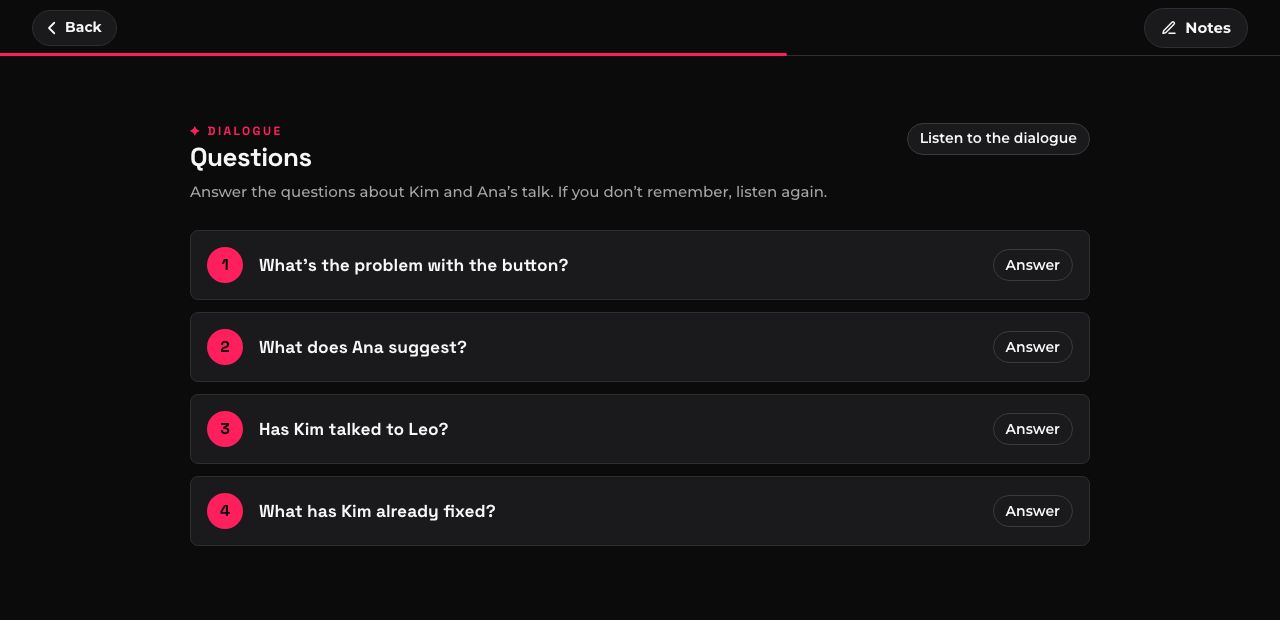 Back
Notes
DIALOGUE
Questions
Listen to the dialogue
Answer the questions about Kim and Ana’s talk. If you don’t remember, listen again.
1 What’s the problem with the button? Answer
2 What does Ana suggest? Answer
3 Has Kim talked to Leo? Answer
4 What has Kim already fixed? Answer